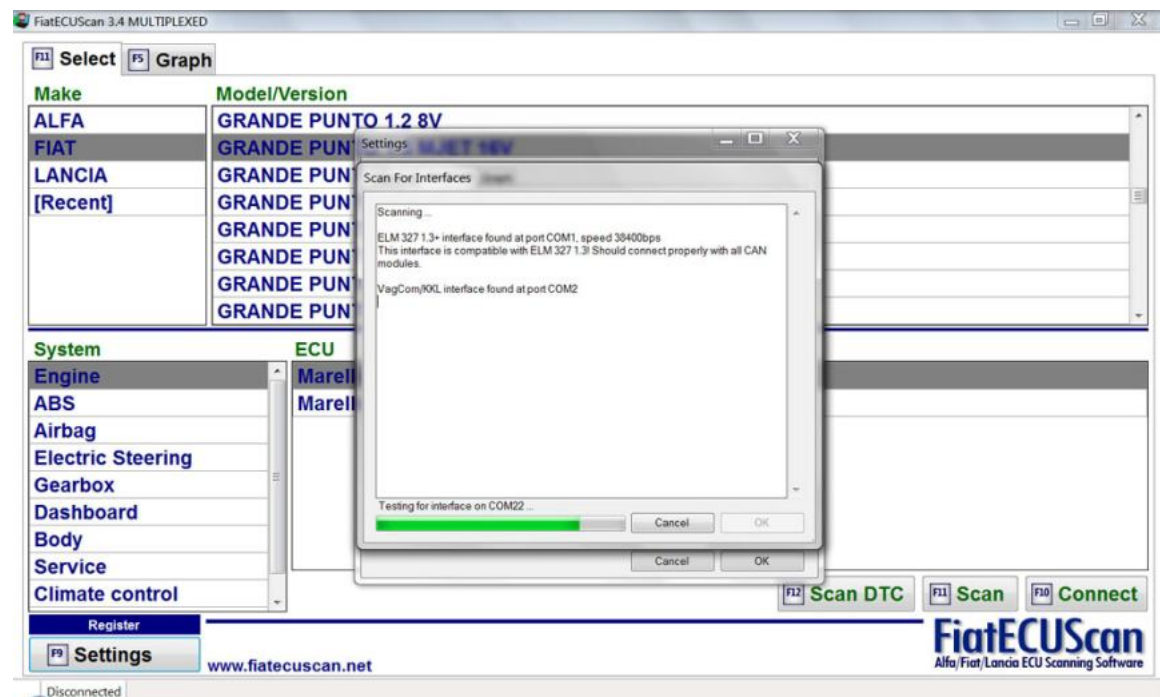 FiatECUScan 3.4 MULTIPLEXED
F11 Select F5 Graph
Make
Model/Version
ALFA
FIAT
LANCIA
[Recent]
GRANDE PUNTO 1.2 8V
GRANDE PUN
GRANDE PUN
GRANDE PUN
GRANDE PUN
GRANDE PUN
GRANDE PUN
GRANDE PUN
Settings
MJET 16V
Scan For Interfaces
Scanning ...
ELM 327 1.3+ interface found at port COM1, speed 38400bps
This interface is compatible with ELM 327 1.3! Should connect properly with all CAN
modules.
VagCom/KKL interface found at port COM2
Testing for interface on COM22 ...
Cancel
OK
Cancel
OK
System
ECU
Engine
ABS
Airbag
Electric Steering
Gearbox
Dashboard
Body
Service
Climate control
Marell
Marell
F12 Scan DTC
F11 Scan
F10 Connect
Register
F9 Settings
www.fiatecuscan.net
FiatECUScan
Alfa/Fiat/Lancia ECU Scanning Software
Disconnected